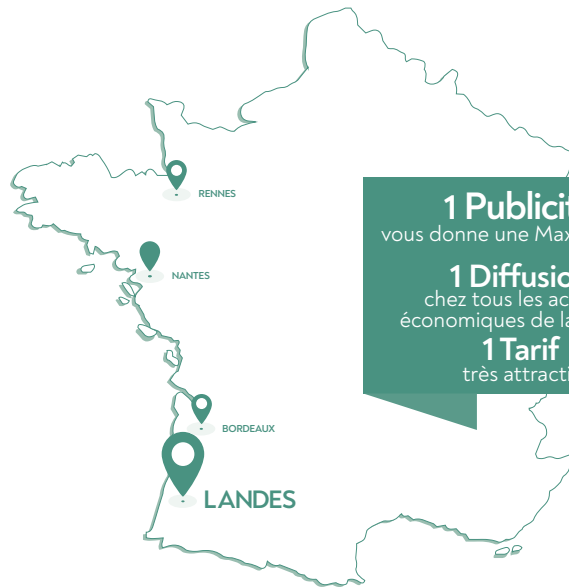 RENNES
1 Publicit
vous donne une Max
NANTES
1 Diffusio
chez tous les ac
économiques de la
1 Tarif
très attracti
BORDEAUX
LANDES